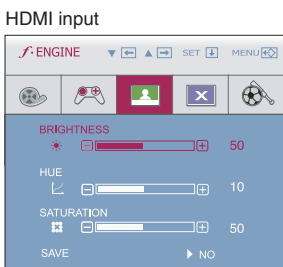 HDMI input
f·ENGINE SET MENU
BRIGHTNESS
50
HUE
10
SATURATION
50
SAVE NO